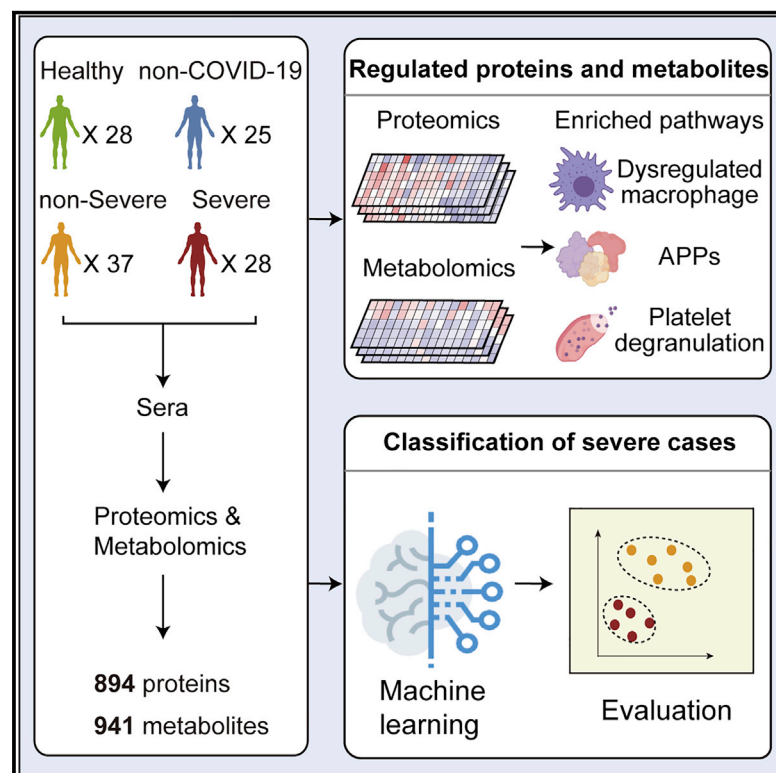 Healthy non-COVID-19
X 28 X 25
non-Severe Severe
X 37 X 28
Sera
Proteomics &
Metabolomics
894 proteins
941 metabolites
Regulated proteins and metabolites
Proteomics
Metabolomics
Enriched pathways
Dysregulated
macrophage
APPs
Platelet
degranulation
Classification of severe cases
Machine
learning
Evaluation